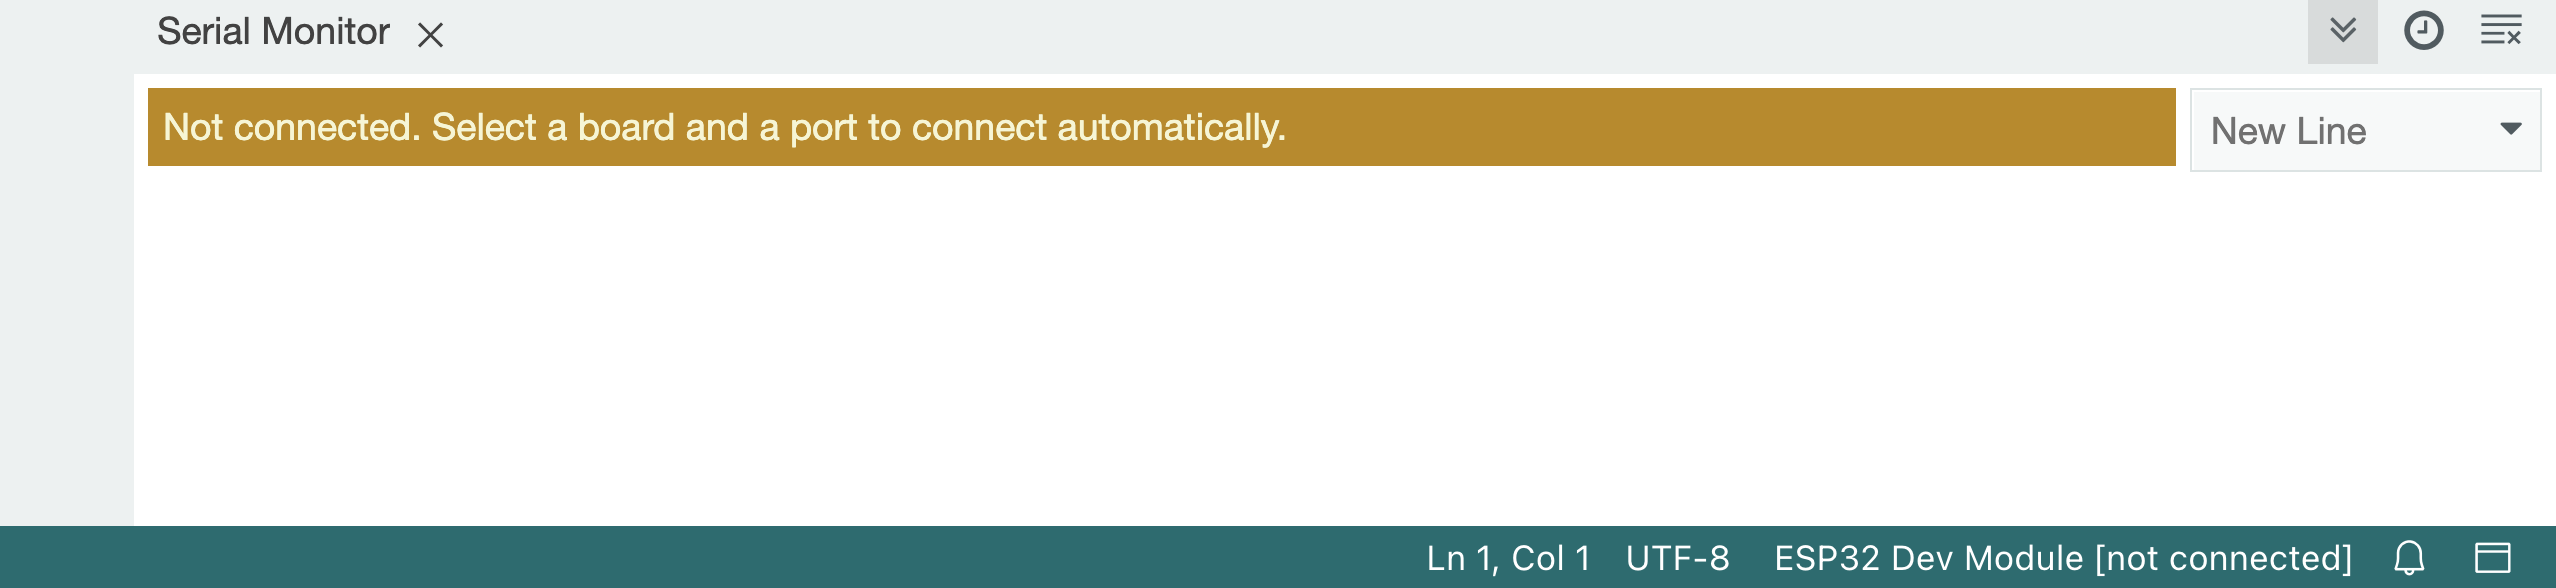 Serial Monitor
Not connected. Select a board and a port to connect automatically.
New Line
Ln 1, Col 1 UTF-8 ESP32 Dev Module [not connected]